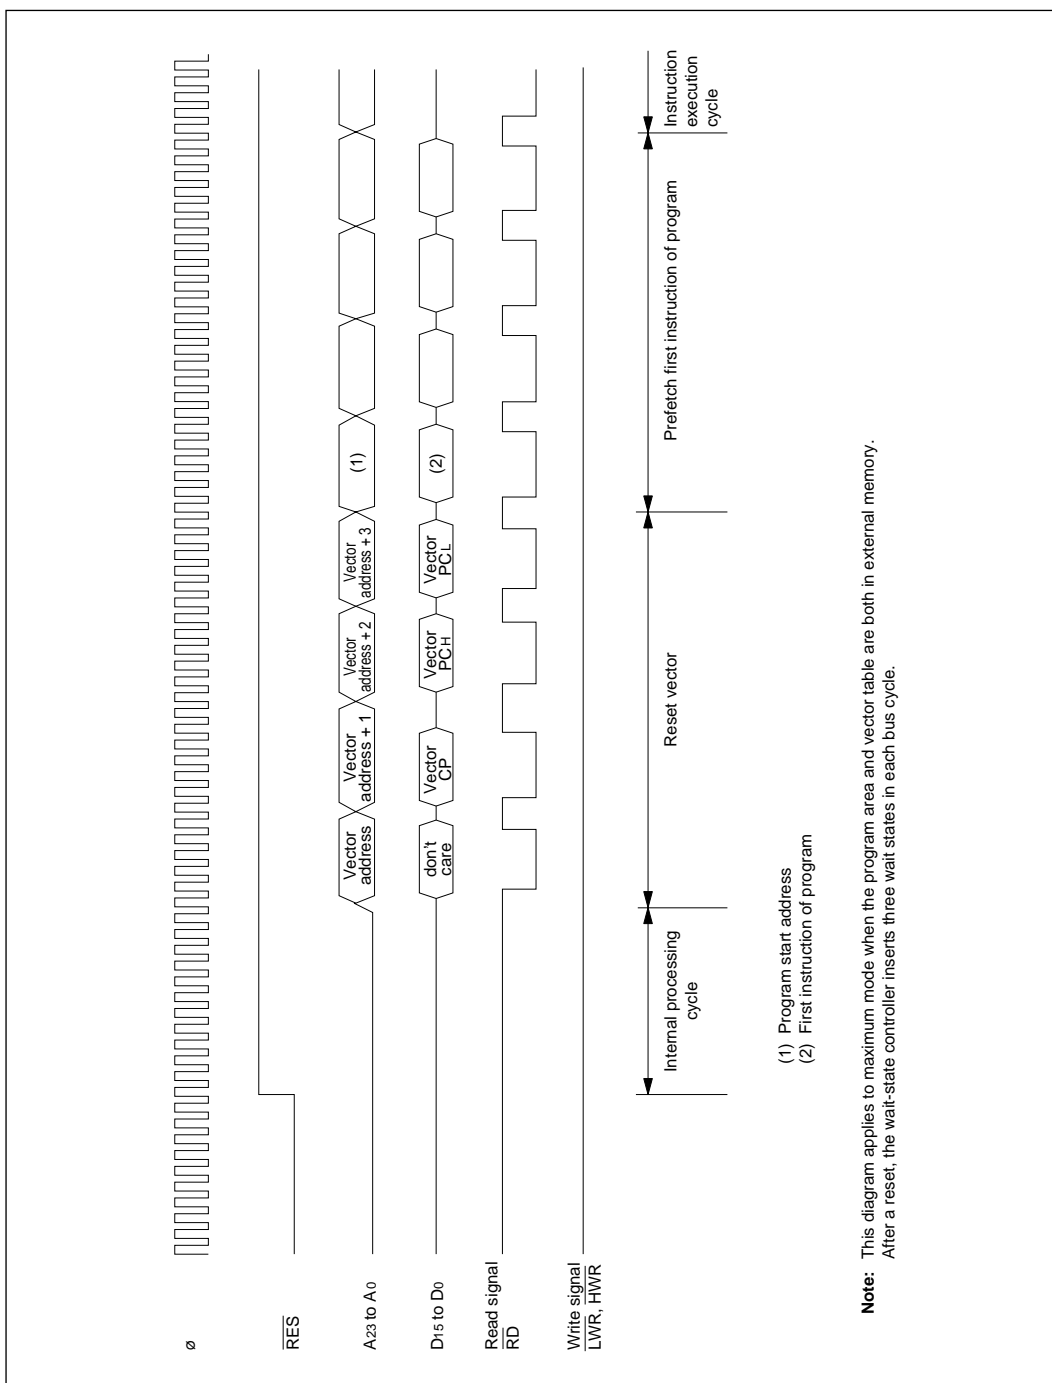 ø
RES
A23 to A0
Vector
address
Vector
address + 1
Vector
address + 2
Vector
address + 3
(1)
D15 to D0
don't
care
Vector
CP
Vector
PCH
Vector
PCL
(2)
Read signal
RD
Write signal
LWR, HWR
Internal processing
cycle
Reset vector
Prefetch first instruction of program
Instruction
execution
cycle
(1) Program start address
(2) First instruction of program
Note: This diagram applies to maximum mode when the program area and vector table are both in external memory.
After a reset, the wait-state controller inserts three wait states in each bus cycle.